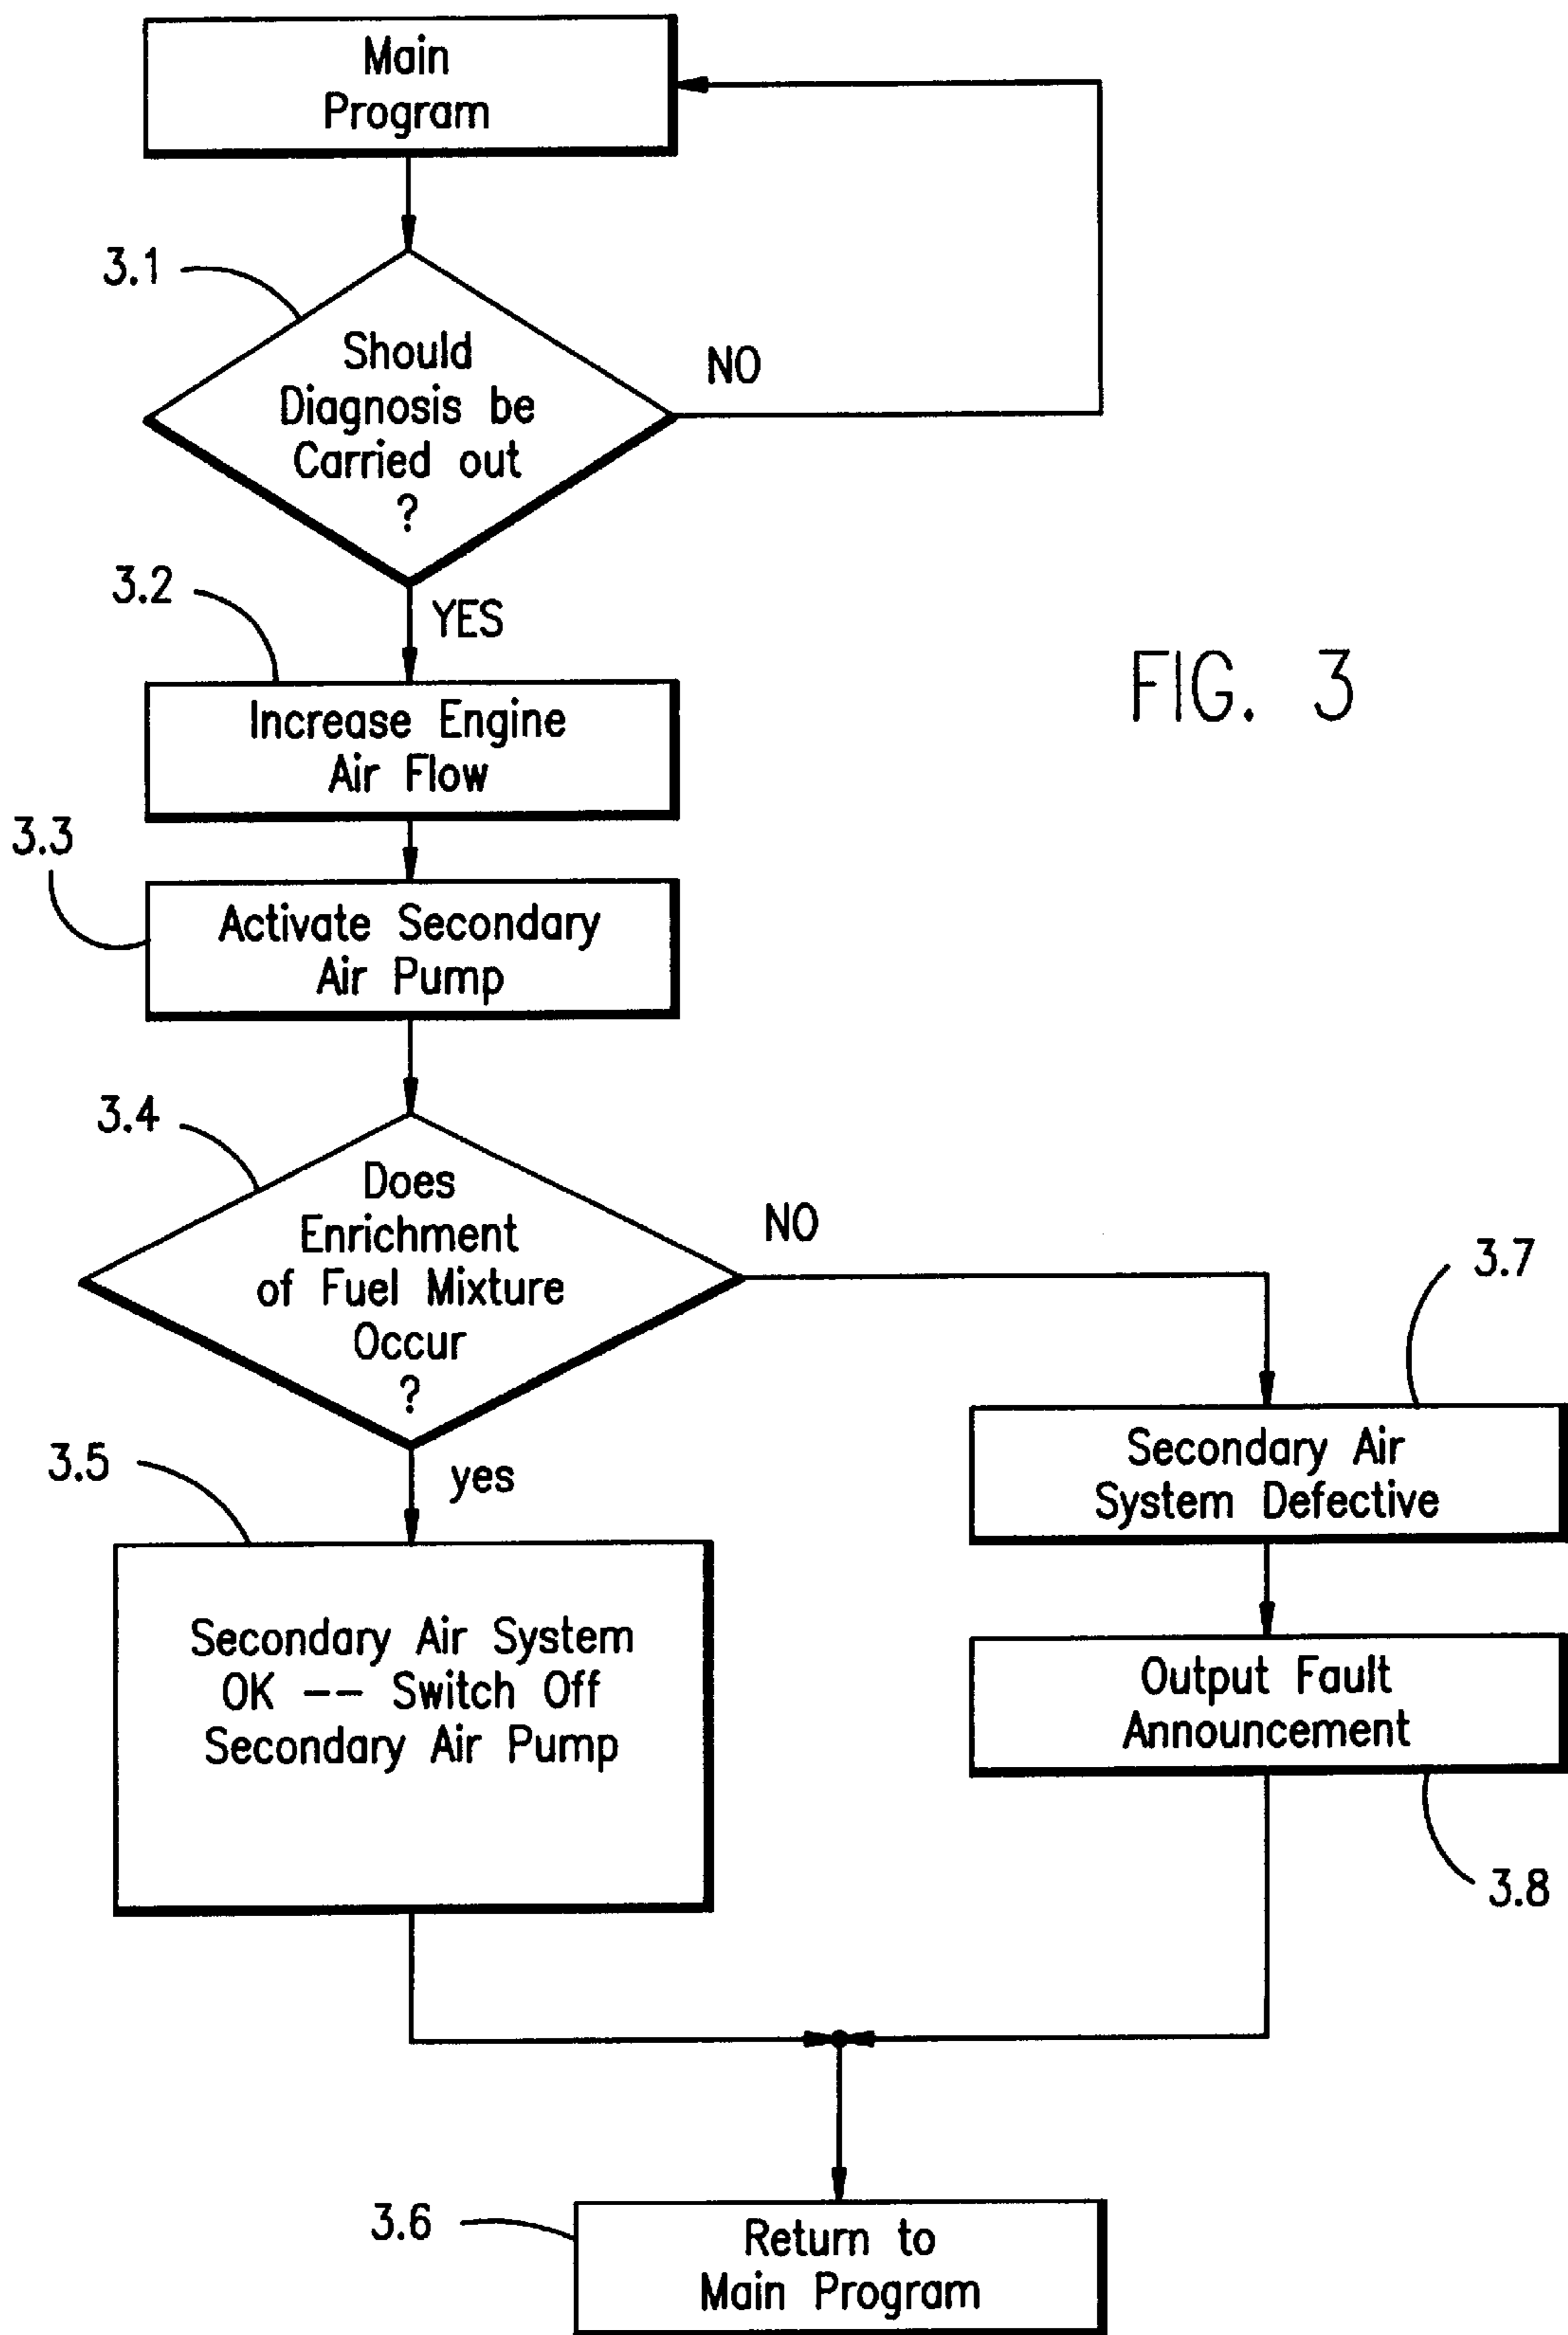 Main
Program
3.1
Should
Diagnosis be
Carried out
?
NO
3.2
YES
FIG. 3
Increase Engine
Air Flow
3.3
Activate Secondary
Air Pump
3.4
Does
Enrichment
of Fuel Mixture
Occur
?
NO
3.7
3.5
yes
Secondary Air
System Defective
Secondary Air System
OK -- Switch Off
Secondary Air Pump
Output Fault
Announcement
3.8
3.6
Return to
Main Program